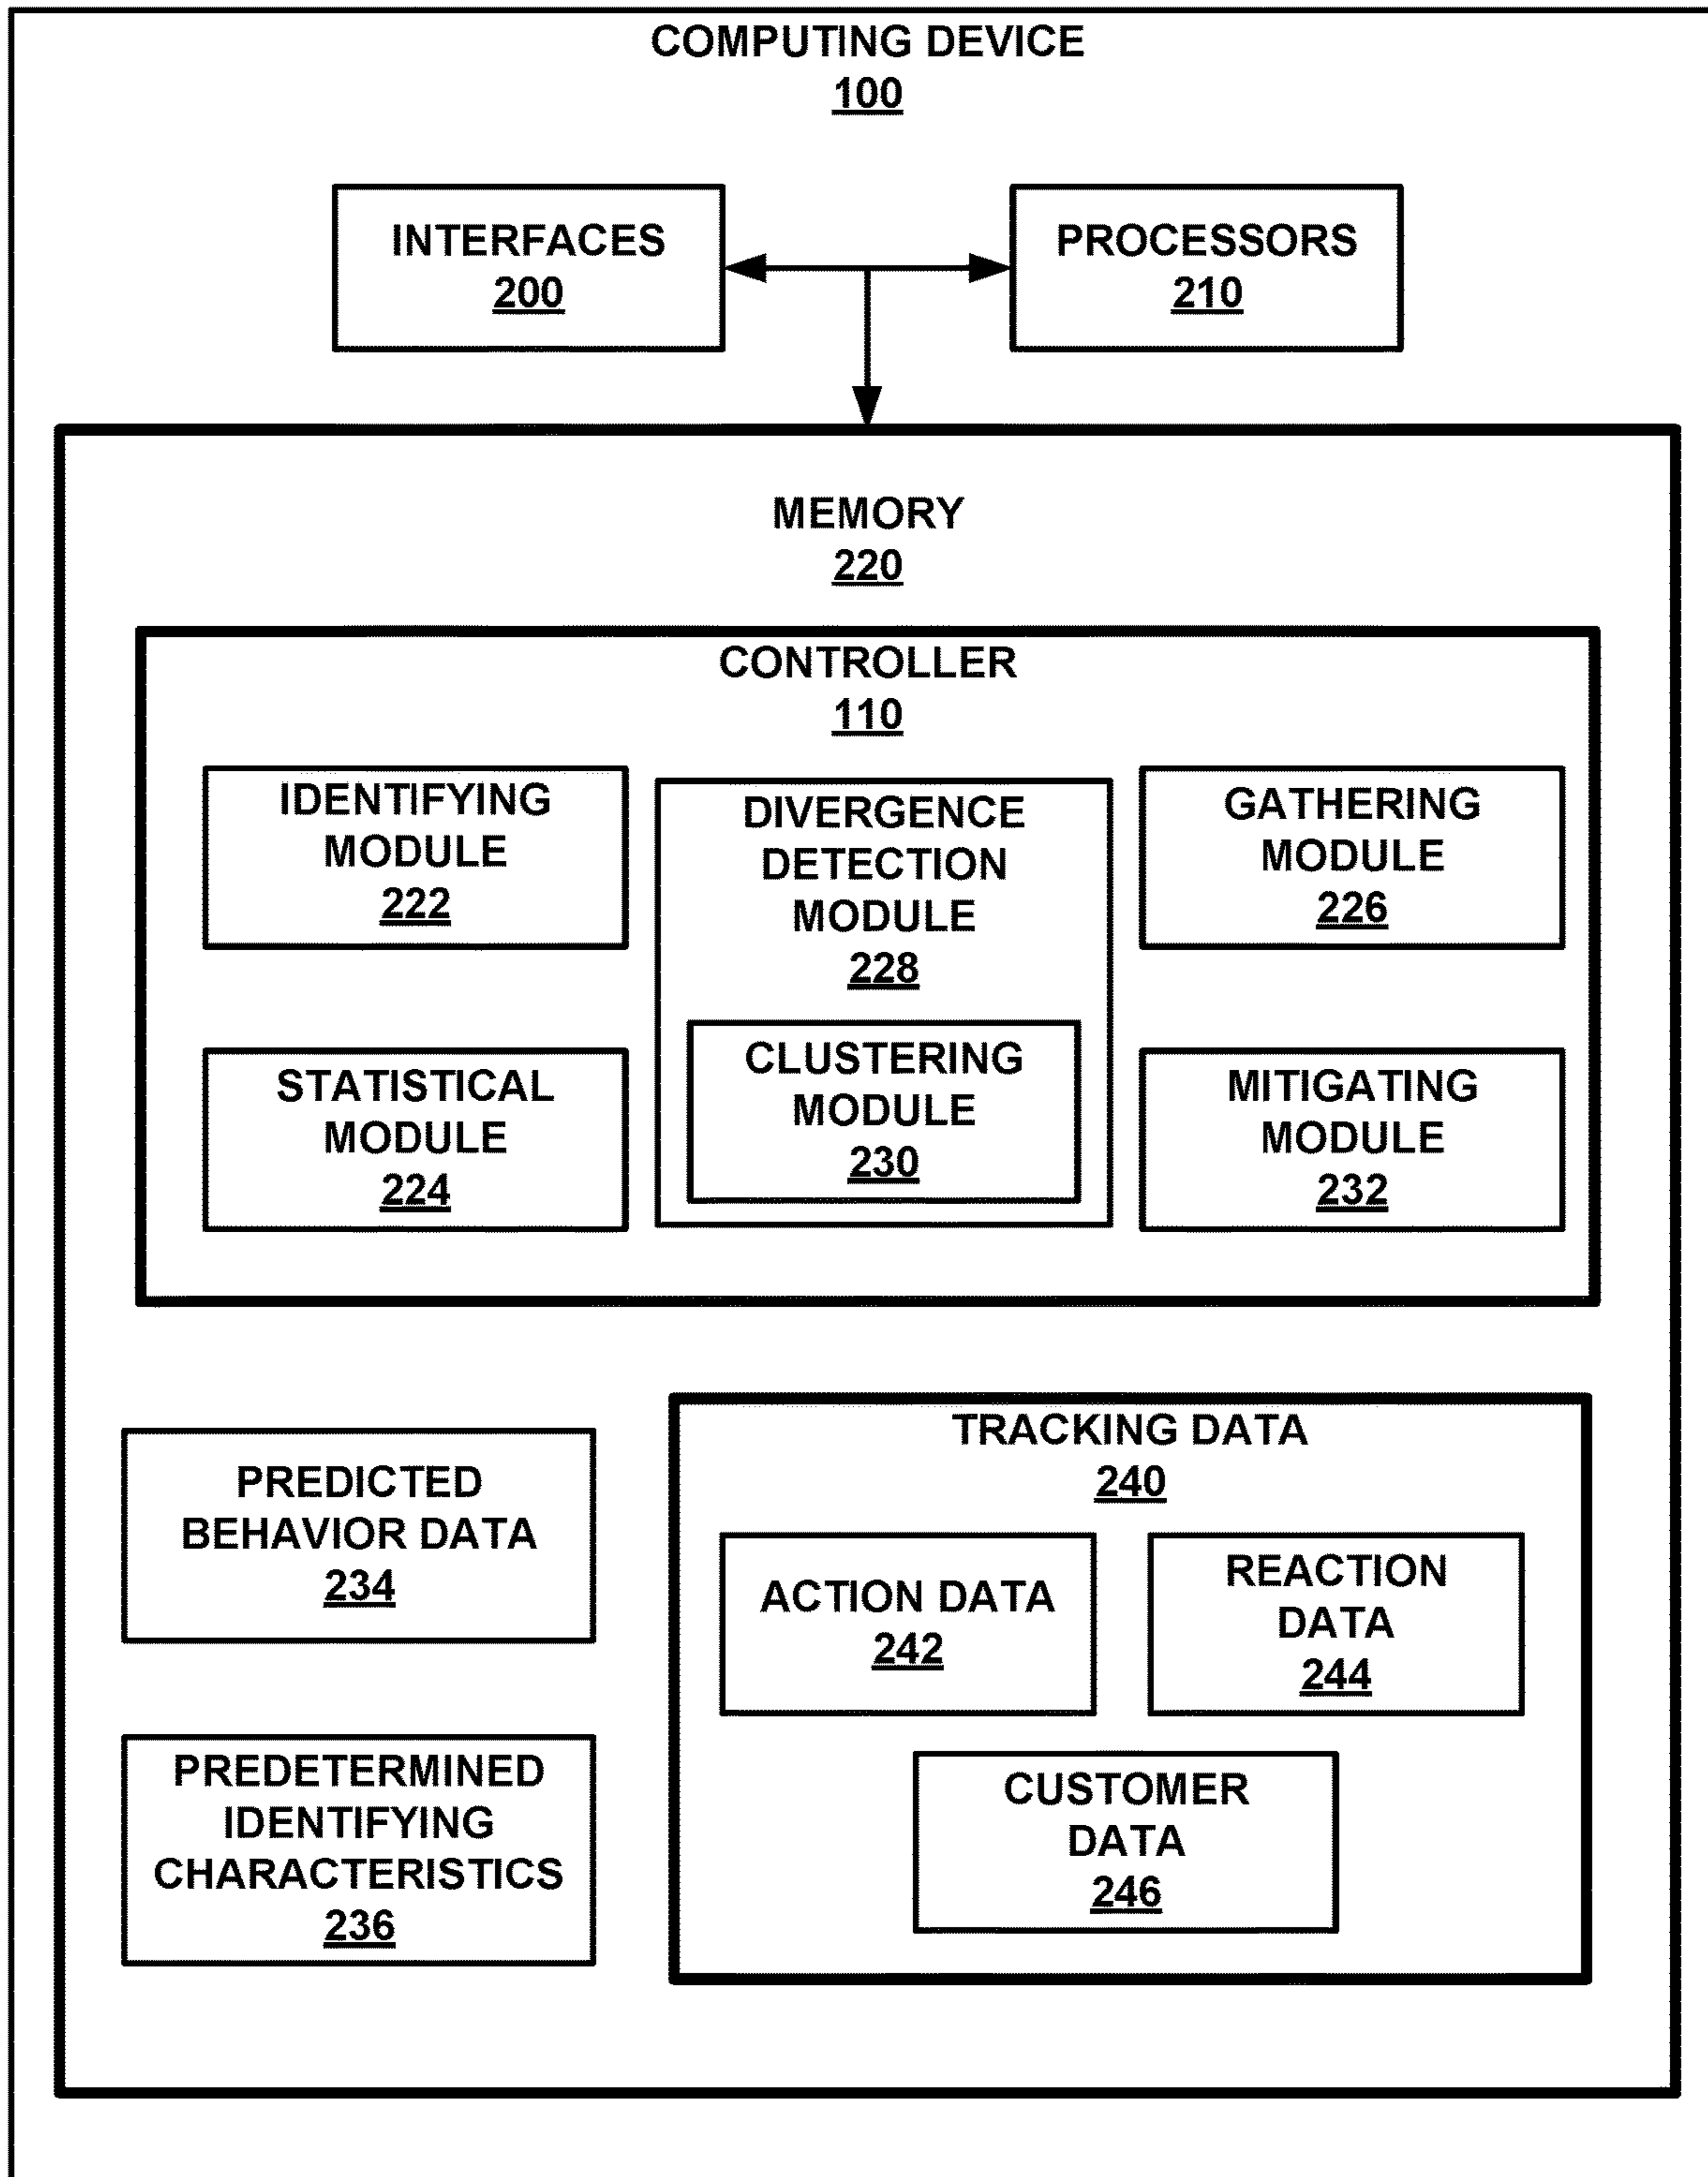 COMPUTING DEVICE
100
INTERFACES
200
PROCESSORS
210
MEMORY
220
CONTROLLER
110
IDENTIFYING
MODULE
222
DIVERGENCE
DETECTION
MODULE
228
GATHERING
MODULE
226
STATISTICAL
MODULE
224
CLUSTERING
MODULE
230
MITIGATING
MODULE
232
PREDICTED
BEHAVIOR DATA
234
TRACKING DATA
240
ACTION DATA
242
REACTION
DATA
244
PREDETERMINED
IDENTIFYING
CHARACTERISTICS
236
CUSTOMER
DATA
246